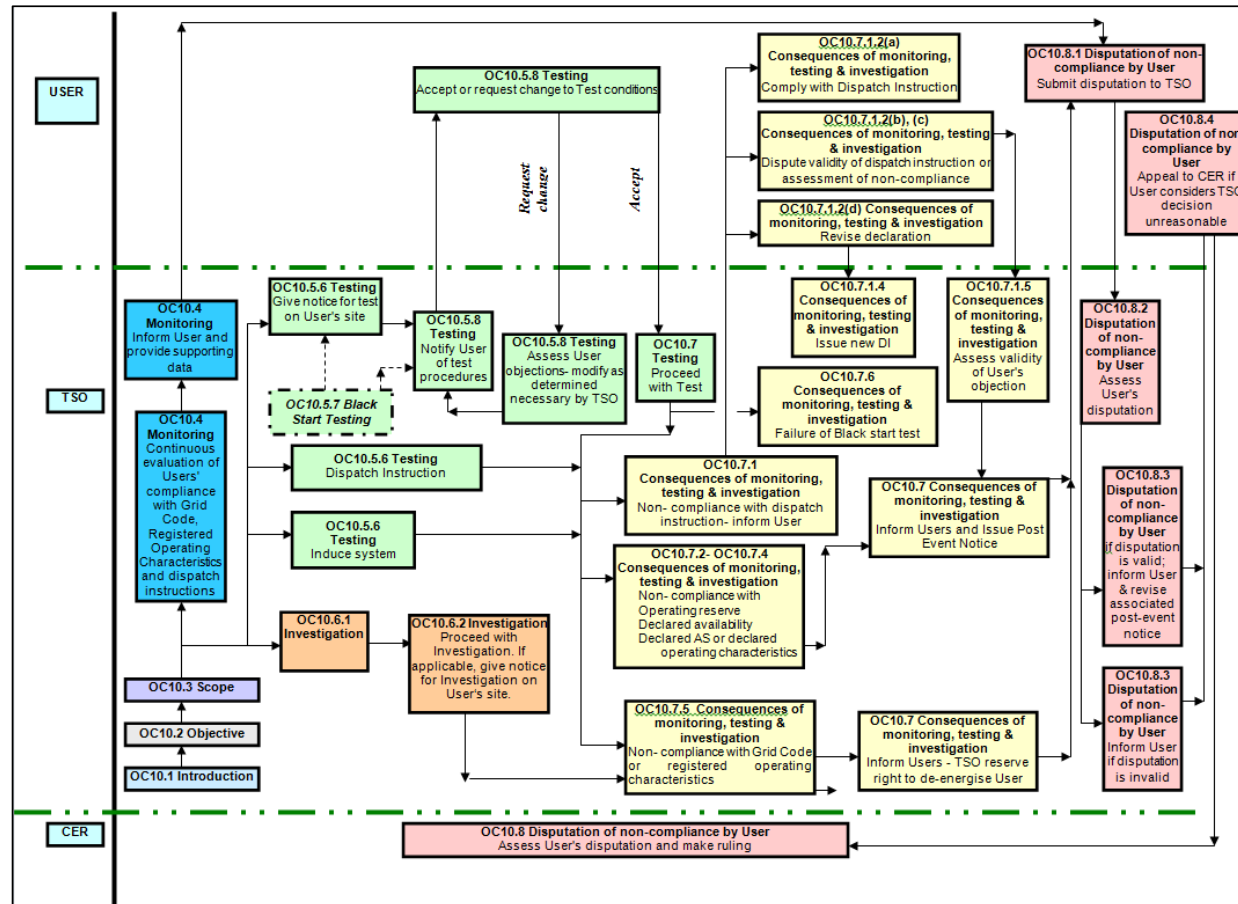 USER
OC10.5.8 Testing
Accept or request change to Test conditions
Request
change
Accept
OC10.7.1.2(a)
Consequences of monitoring,
testing & investigation
Comply with Dispatch Instruction
OC10.7.1.2(b), (c)
Consequences of monitoring, testing
& investigation
Dispute validity of dispatch instruction or
assessment of non-compliance
OC10.7.1.2(d) Consequences of
monitoring, testing & investigation
Revise declaration
OC10.8.1 Disputation of non-
compliance by User
Submit disputation to TSO
OC10.8.4
Disputation of non-
compliance by
User
Appeal to CER if
User considers TSO
decision
unreasonable
TSO
OC10.4
Monitoring
Inform User and
provide supporting
data
OC10.4
Monitoring
Continuous
evaluation of
Users'
compliance
with Grid
Code,
Registered
Operating
Characteristics
and dispatch
instructions
OC10.3 Scope
OC10.2 Objective
OC10.1 Introduction
OC10.5.6 Testing
Give notice for test
on User's site
OC10.5.7 Black
Start Testing
OC10.5.8
Testing
Notify User
of test
procedures
OC10.5.8 Testing
Assess User
objections- modify as
determined
necessary by TSO
OC10.7
Testing
Proceed
with Test
OC10.5.6 Testing
Dispatch Instruction
OC10.5.6
Testing
Induce system
OC10.6.1
Investigation
OC10.6.2 Investigation
Proceed with
Investigation. If
applicable, give notice
for Investigation on
User's site.
OC10.7.1.4
Consequences of
monitoring, testing
& investigation
Issue new DI
OC10.7.1.5
Consequences of
monitoring, testing &
investigation
Assess validity
of User's
objection
OC10.7.6
Consequences of monitoring, testing &
investigation
Failure of Black start test
OC10.7.1
Consequences of monitoring,
testing & investigation
Non- compliance with dispatch
instruction- inform User
OC10.7.2- OC10.7.4
Consequences of monitoring,
testing & investigation
Non- compliance with
Operating reserve
Declared availability
Declared AS or declared
operating characteristics
OC10.7 Consequences of
monitoring, testing &
investigation
Inform Users and Issue Post
Event Notice
OC10.7.5 Consequences of
monitoring, testing &
investigation
Non- compliance with Grid Code
or registered operating
characteristics
OC10.7 Consequences of
monitoring, testing &
investigation
Inform Users - TSO reserve
right to de-energise User
OC10.8.2
Disputation
of non-
compliance
by User
Assess
User's
disputation
OC10.8.3
Disputation
of non-
compliance
by User
if disputation
is valid;
inform User
& revise
associated
post-event
notice
OC10.8.3
Disputation
of non-
compliance
by User
Inform User
if disputation
is invalid
CER
OC10.8 Disputation of non-compliance by User
Assess User's disputation and make ruling